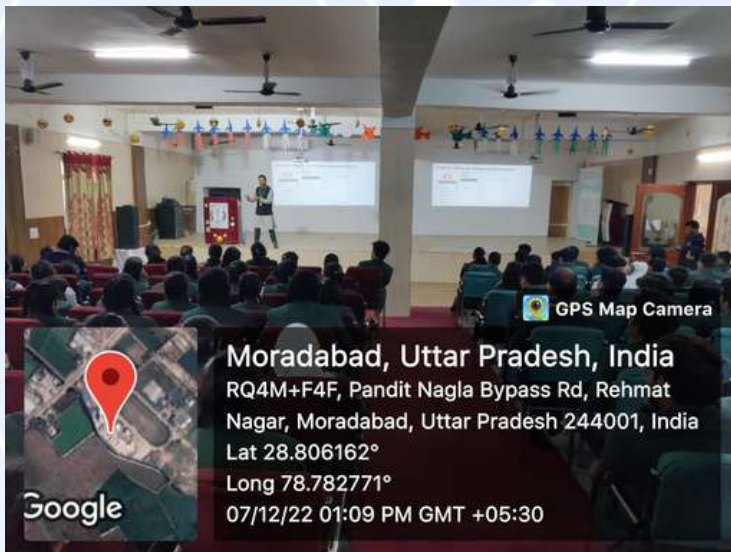 GPS Map Camera
Moradabad, Uttar Pradesh, India
RQ4M+F4F, Pandit Nagla Bypass Rd, Rehmat
Nagar, Moradabad, Uttar Pradesh 244001, India
Lat 28.806162°
Long 78.782771°
07/12/22 01:09 PM GMT +05:30
Google